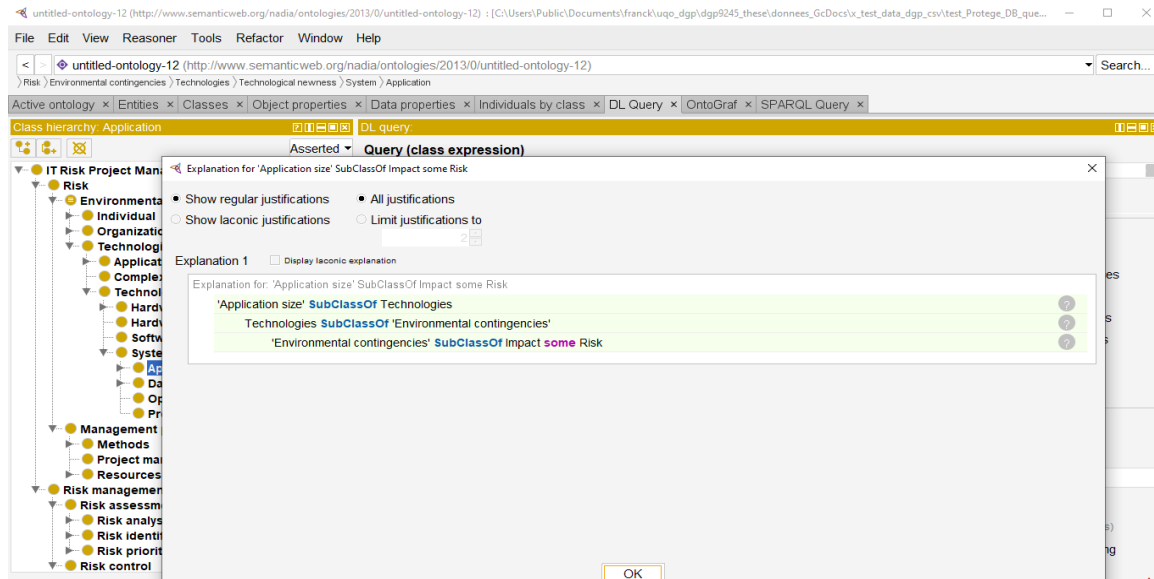 untitled-ontology-12 (http://www.semanticweb.org/nadia/ontologies/2013/0/untitled-ontology-12) : [C:\Users\Public\Documents\franck\uqo_dgp\dgp9245_these\donnees_GcDocs\x_test_data_dgp_csv\test_Protege_DB_que...
File Edit View Reasoner Tools Refactor Window Help
< > untitled-ontology-12 (http://www.semanticweb.org/nadia/ontologies/2013/0/untitled-ontology-12) Search...
Risk Environmental contingencies Technologies Technological newness System Application
Active ontology × Entities × Classes × Object properties × Data properties × Individuals by class × DL Query × OntoGraf × SPARQL Query ×
Class hierarchy: Application DL query:
Asserted Query (class expression)
IT Risk Project Mana
Explanation for 'Application size' SubClassOf Impact some Risk
Risk
Show regular justifications All justifications
Environmenta
Individual
Show laconic justifications Limit justifications to
Organizatio
2
Technologi
Applicat
Explanation 1 Display laconic explanation
Comple
es
Explanation for: 'Application size' SubClassOf Impact some Risk
Technol
'Application size' SubClassOf Technologies ?
Hardw
Technologies SubClassOf 'Environmental contingencies' ?
Hardw
s
Softw
'Environmental contingencies' SubClassOf Impact some Risk ?
Syste
Ap
Da
Op
Pr
Management
Methods
Project ma
Resources
Risk managemen
Risk assessm
Risk analys
s)
Risk identi
Risk priorit
ng
Risk control
OK